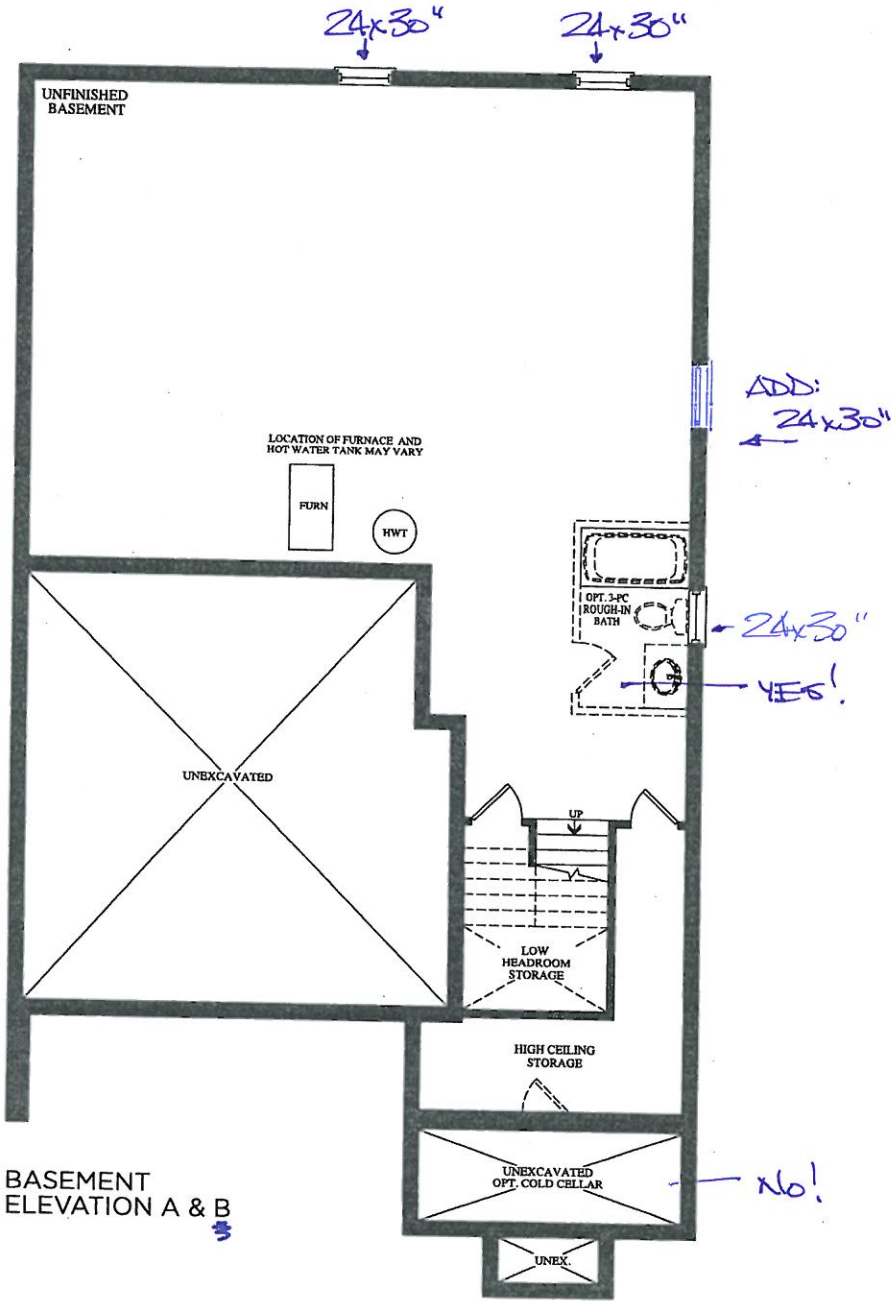 24x30"
24x30"
UNFINISHED
BASEMENT
ADD:
24x30"
LOCATION OF FURNACE AND
HOT WATER TANK MAY VARY
FURN
HWT
OPT. 3-PC
ROUGH-IN
BATH
24x30"
YES!
UNEXCAVATED
UP
LOW
HEADROOM
STORAGE
HIGH CEILING
STORAGE
UNEXCAVATED
OPT. COLD CELLAR
No!
BASEMENT
ELEVATION A & B
UNEX.